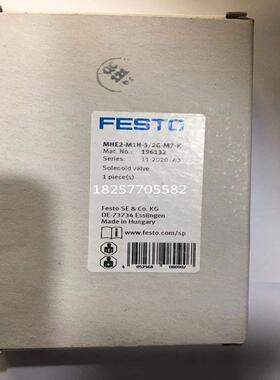 FESTO
MHE2-M1H-3/2G-M7-K
Mat. No.: 196132
Series: 11-2020
Solenoid valve
1 piece(s)
18257705582
Festo SE & Co. KG
DE-73734 Esslingen
Made in Hungary
www.festo.com/sp